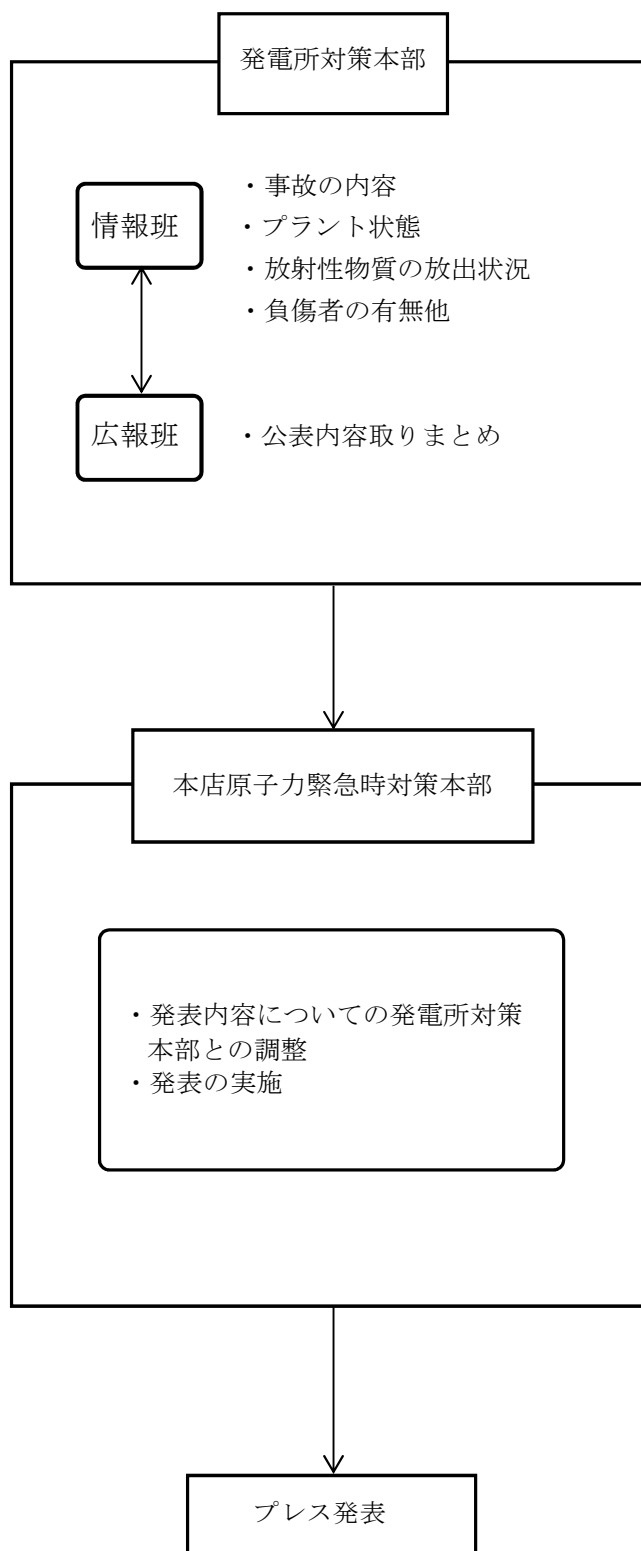 発電所対策本部
情報班
・事故の内容
・プラント状態
・放射性物質の放出状況
・負傷者の有無他
広報班
・公表内容取りまとめ
本店原子力緊急時対策本部
・発表内容についての発電所対策
本部との調整
・発表の実施
プレス発表